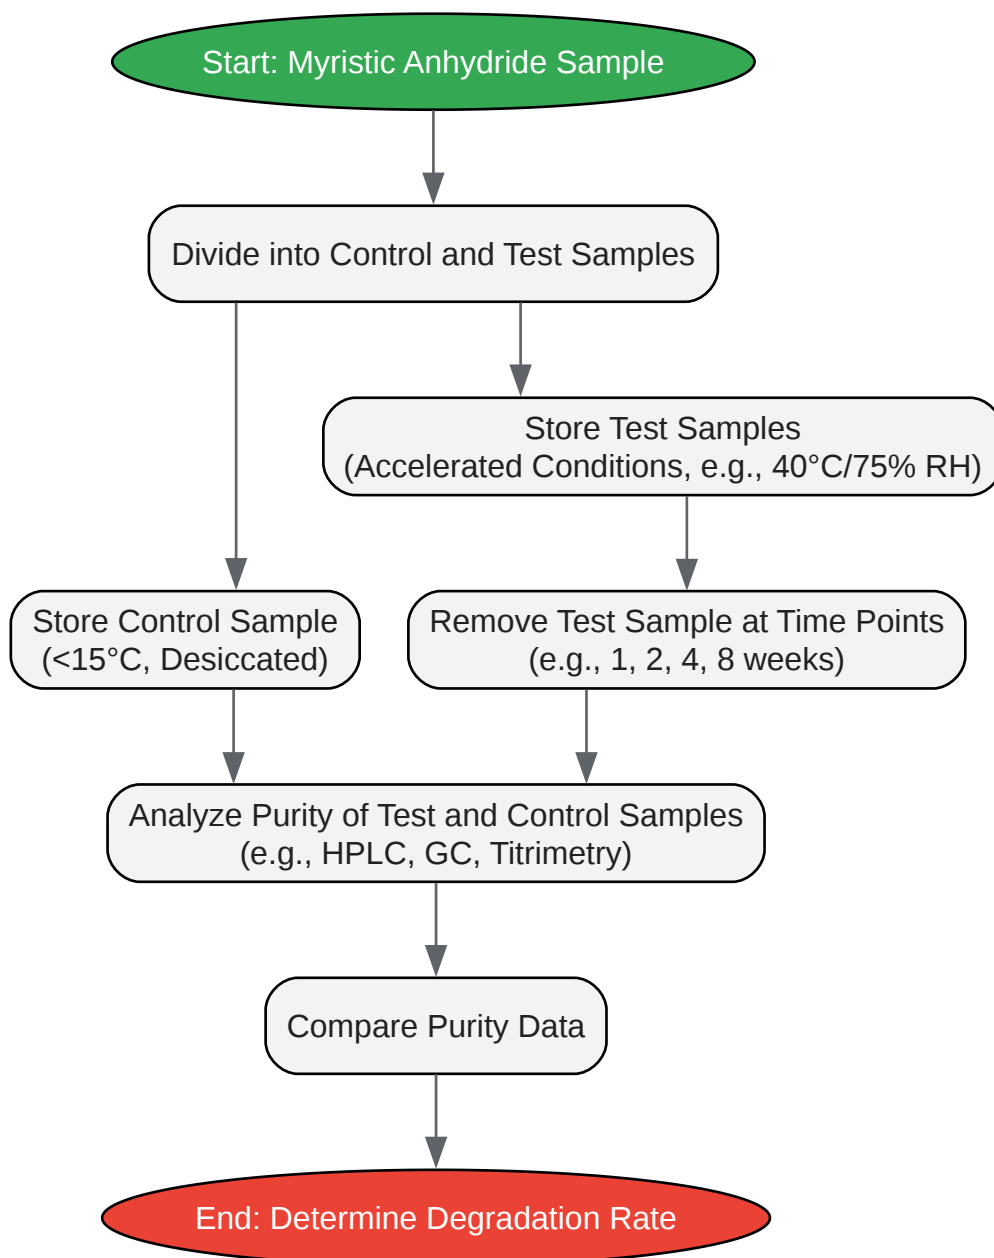 Start: Myristic Anhydride Sample
Divide into Control and Test Samples
Store Test Samples
(Accelerated Conditions, e.g., 40°C/75% RH)
Store Control Sample
(<15°C, Desiccated)
Remove Test Sample at Time Points
(e.g., 1, 2, 4, 8 weeks)
Analyze Purity of Test and Control Samples
(e.g., HPLC, GC, Titrimetry)
Compare Purity Data
End: Determine Degradation Rate